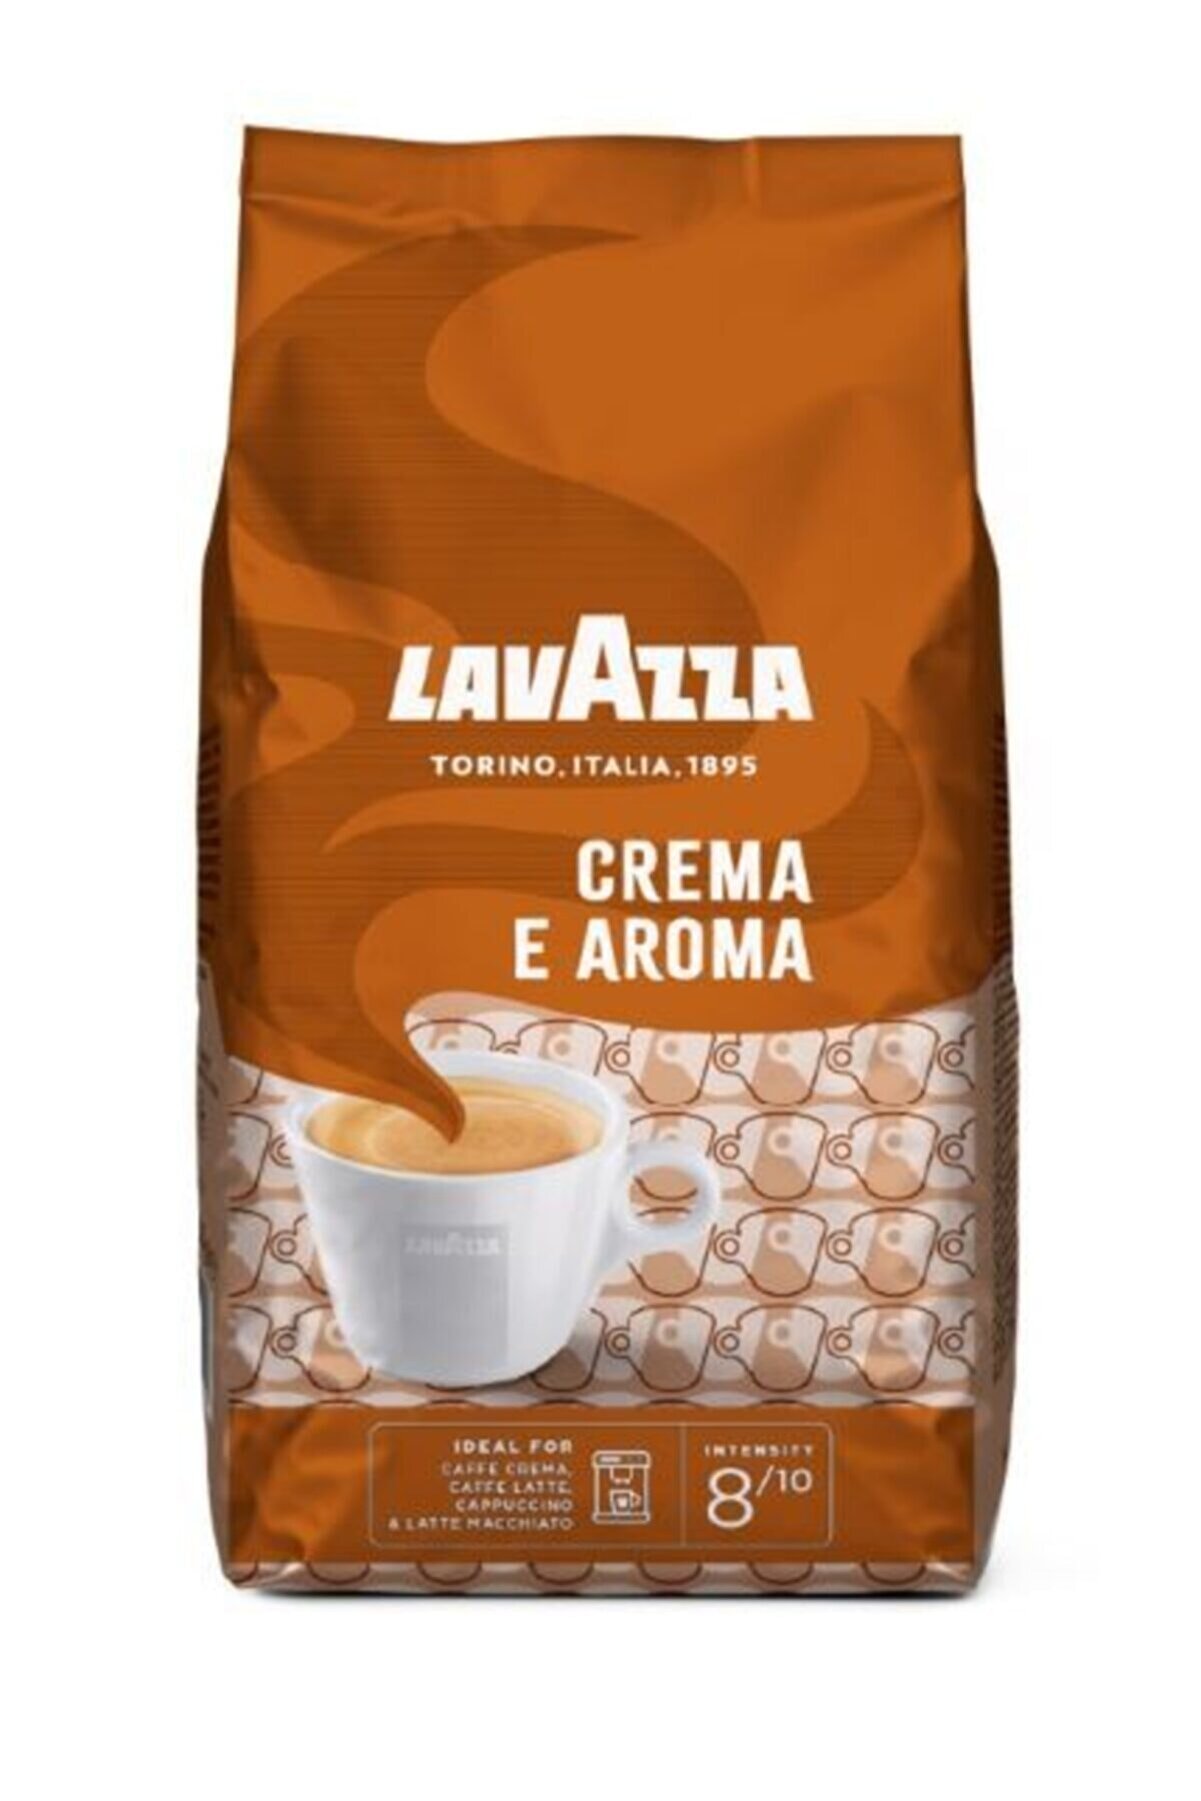 LAVAZZA
TORINO, ITALIA, 1895
CREMA
E AROMA
LAVAZZA
IDEAL FOR
CAFFE CREMA,
CAFFE LATTE,
CAPPUCCINO
& LATTE MACCHIATO
INTENSITY
8/10